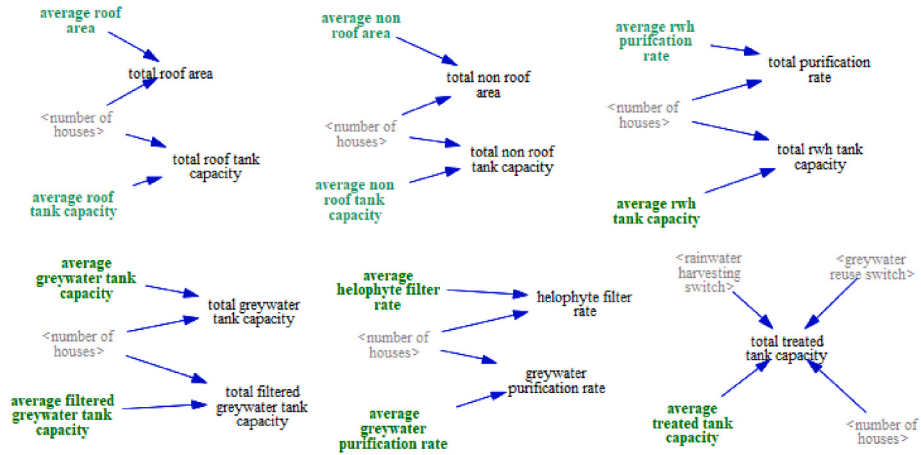 average roof
area
total roof area
<number of
houses>
total roof tank
capacity
average roof
tank capacity
average non
roof area
total non roof
area
<number of
houses>
total non roof
tank capacity
average non
roof tank
capacity
average rwh
purifcation
rate
total purification
rate
<number of
houses>
total rwh tank
capacity
average rwh
tank capacity
average
greywater tank
capacity
total greywater
tank capacity
<number of
houses>
total filtered
greywater tank
capacity
average filtered
greywater tank
capacity
average
helophyte filter
rate
helophyte filter
rate
<number of
houses>
greywater
purification rate
average
greywater
purification rate
<rainwater
harvesting
switch>
<greywater
reuse switch>
total treated
tank capacity
average
treated tank
capacity
<number of
houses>